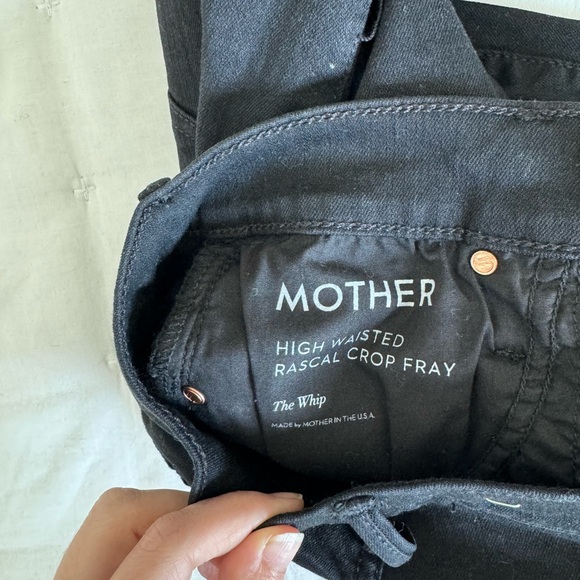 MOTHER
HIGH WAISTED
RASCAL CROP FRAY
The Whip
MADE by MOTHER IN THE U.S.A.